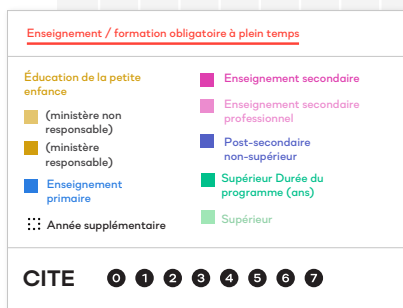 Enseignement / formation obligatoire à plein temps
Éducation de la petite
enfance
(ministère non
responsable)
(ministère
responsable)
Enseignement
primaire
Année supplémentaire
Enseignement secondaire
Enseignement secondaire
professionnel
Post-secondaire
non-supérieur
Supérieur Durée du
programme (ans)
Supérieur
CITE 0 1 2 3 4 5 6 7